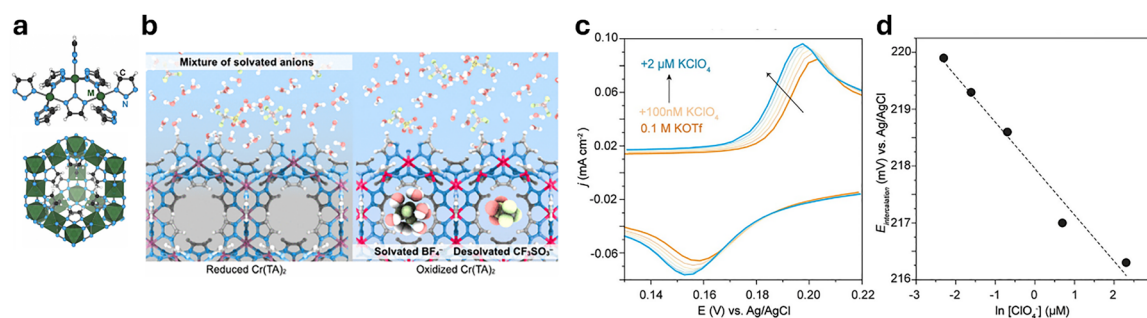 a
C
M
N
b
Mixture of solvated anions
Solvated BF₄⁻
Desolvated CF₃SO₃⁻
Reduced Cr(TA)₂
Oxidized Cr(TA)₂
c
0.10
0.06
0.02
-0.02
-0.06
j (mA cm⁻²)
+2 µM KClO₄
+100nM KClO₄
0.1 M KOTf
0.14
0.16
0.18
0.20
0.22
E (V) vs. Ag/AgCl
d
220
219
218
217
216
E_intercalation (mV) vs. Ag/AgCl
-3
-2
-1
0
1
2
ln [ClO₄⁻] (µM)